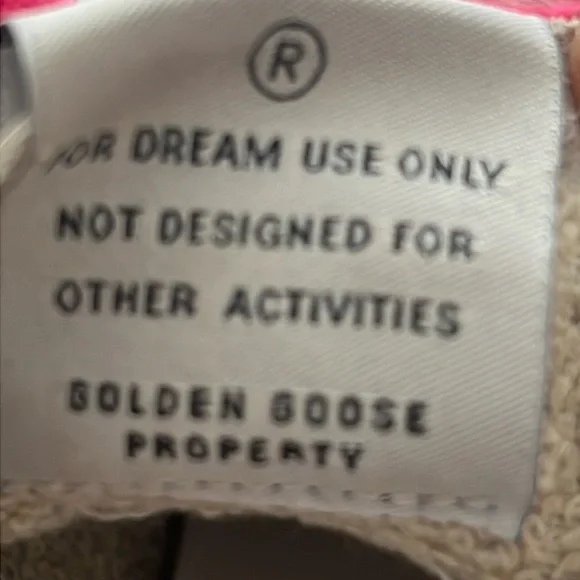 ®
FOR DREAM USE ONLY
NOT DESIGNED FOR
OTHER ACTIVITIES
GOLDEN GOOSE
PROPERTY